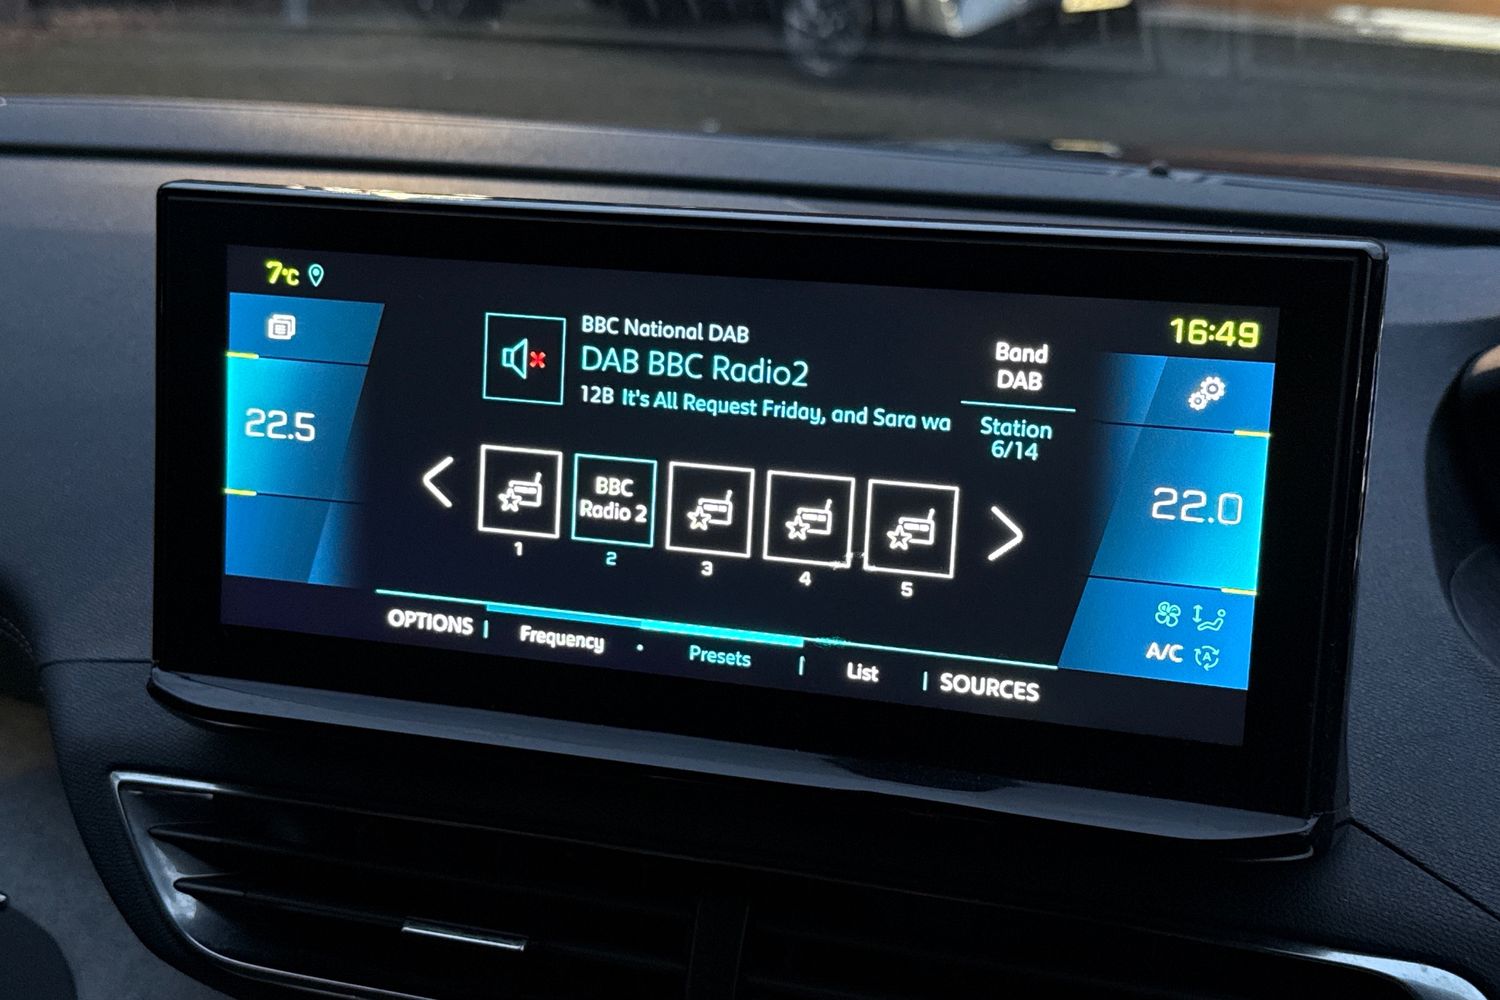 7°C
16:49
BBC National DAB
DAB BBC Radio2
12B It's All Request Friday, and Sara wa
Band
DAB
Station
6/14
22.5
22.0
BBC
Radio 2
1
2
3
4
5
A/C
A
OPTIONS
Frequency
Presets
List
SOURCES